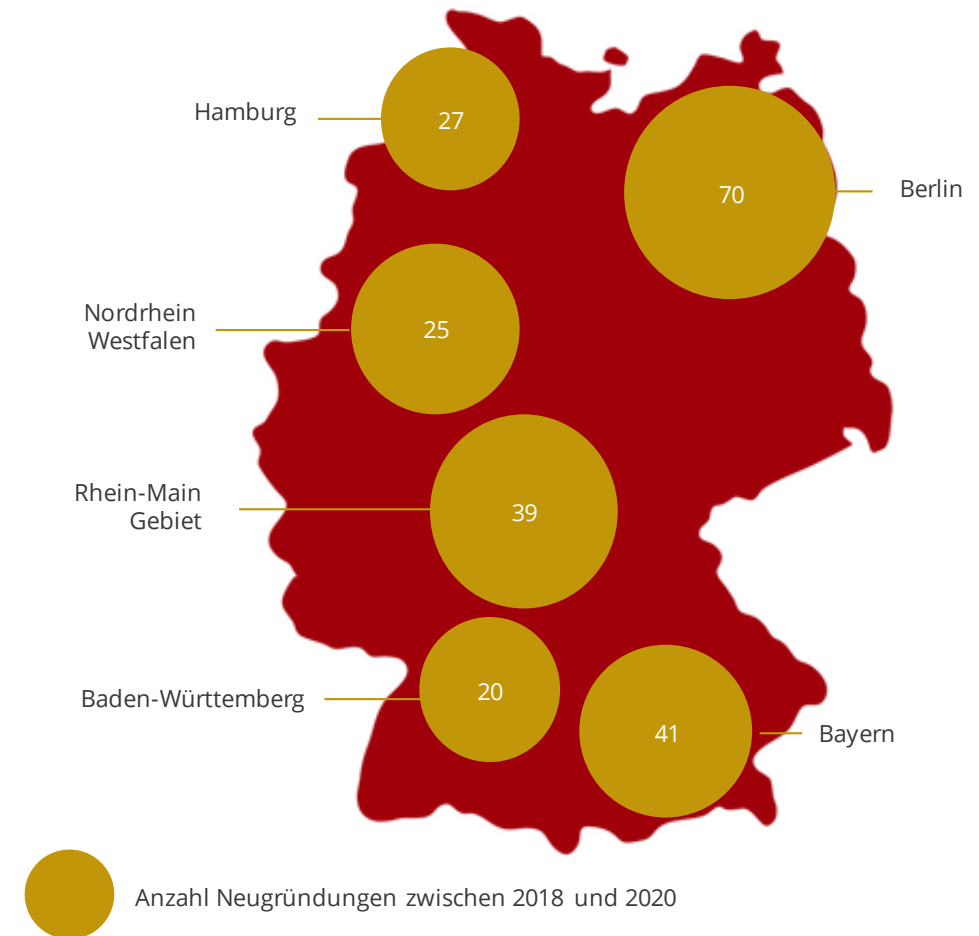 Hamburg
27
70
Berlin
Nordrhein
Westfalen
25
Rhein-Main
Gebiet
39
Baden-Württemberg
20
41
Bayern
Anzahl Neugründungen zwischen 2018 und 2020